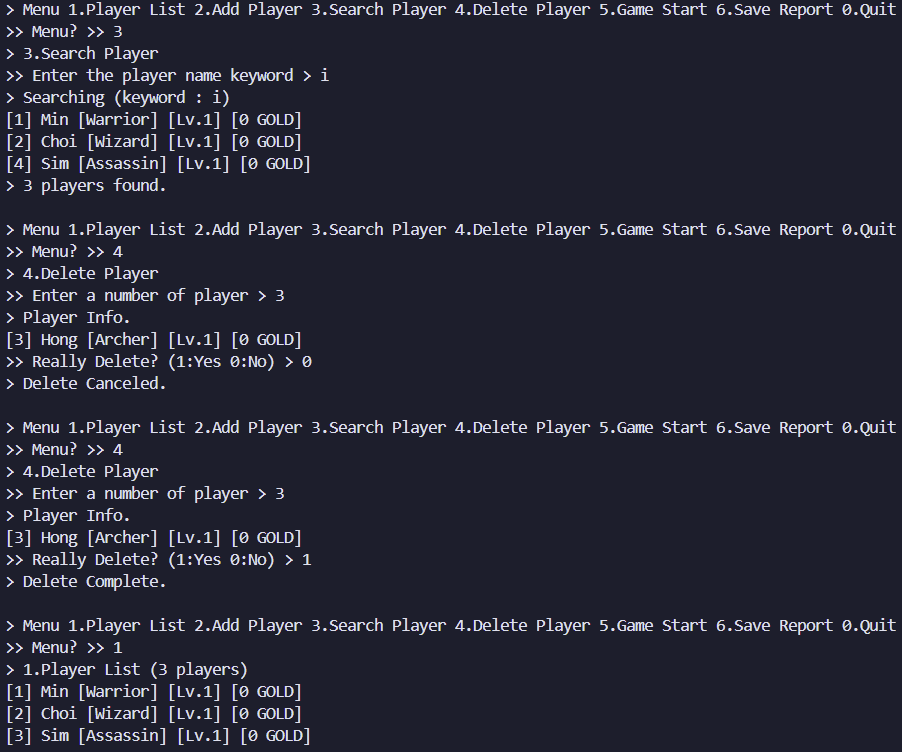 > Menu 1.Player List 2.Add Player 3.Search Player 4.Delete Player 5.Game Start 6.Save Report 0.Quit
>> Menu? >> 3
> 3.Search Player
>> Enter the player name keyword > i
> Searching (keyword : i)
[1] Min [Warrior] [Lv.1] [0 GOLD]
[2] Choi [Wizard] [Lv.1] [0 GOLD]
[4] Sim [Assassin] [Lv.1] [0 GOLD]
> 3 players found.
> Menu 1.Player List 2.Add Player 3.Search Player 4.Delete Player 5.Game Start 6.Save Report 0.Quit
>> Menu? >> 4
> 4.Delete Player
>> Enter a number of player > 3
> Player Info.
[3] Hong [Archer] [Lv.1] [0 GOLD]
>> Really Delete? (1:Yes 0:No) > 0
> Delete Canceled.
> Menu 1.Player List 2.Add Player 3.Search Player 4.Delete Player 5.Game Start 6.Save Report 0.Quit
>> Menu? >> 4
> 4.Delete Player
>> Enter a number of player > 3
> Player Info.
[3] Hong [Archer] [Lv.1] [0 GOLD]
>> Really Delete? (1:Yes 0:No) > 1
> Delete Complete.
> Menu 1.Player List 2.Add Player 3.Search Player 4.Delete Player 5.Game Start 6.Save Report 0.Quit
>> Menu? >> 1
> 1.Player List (3 players)
[1] Min [Warrior] [Lv.1] [0 GOLD]
[2] Choi [Wizard] [Lv.1] [0 GOLD]
[3] Sim [Assassin] [Lv.1] [0 GOLD]